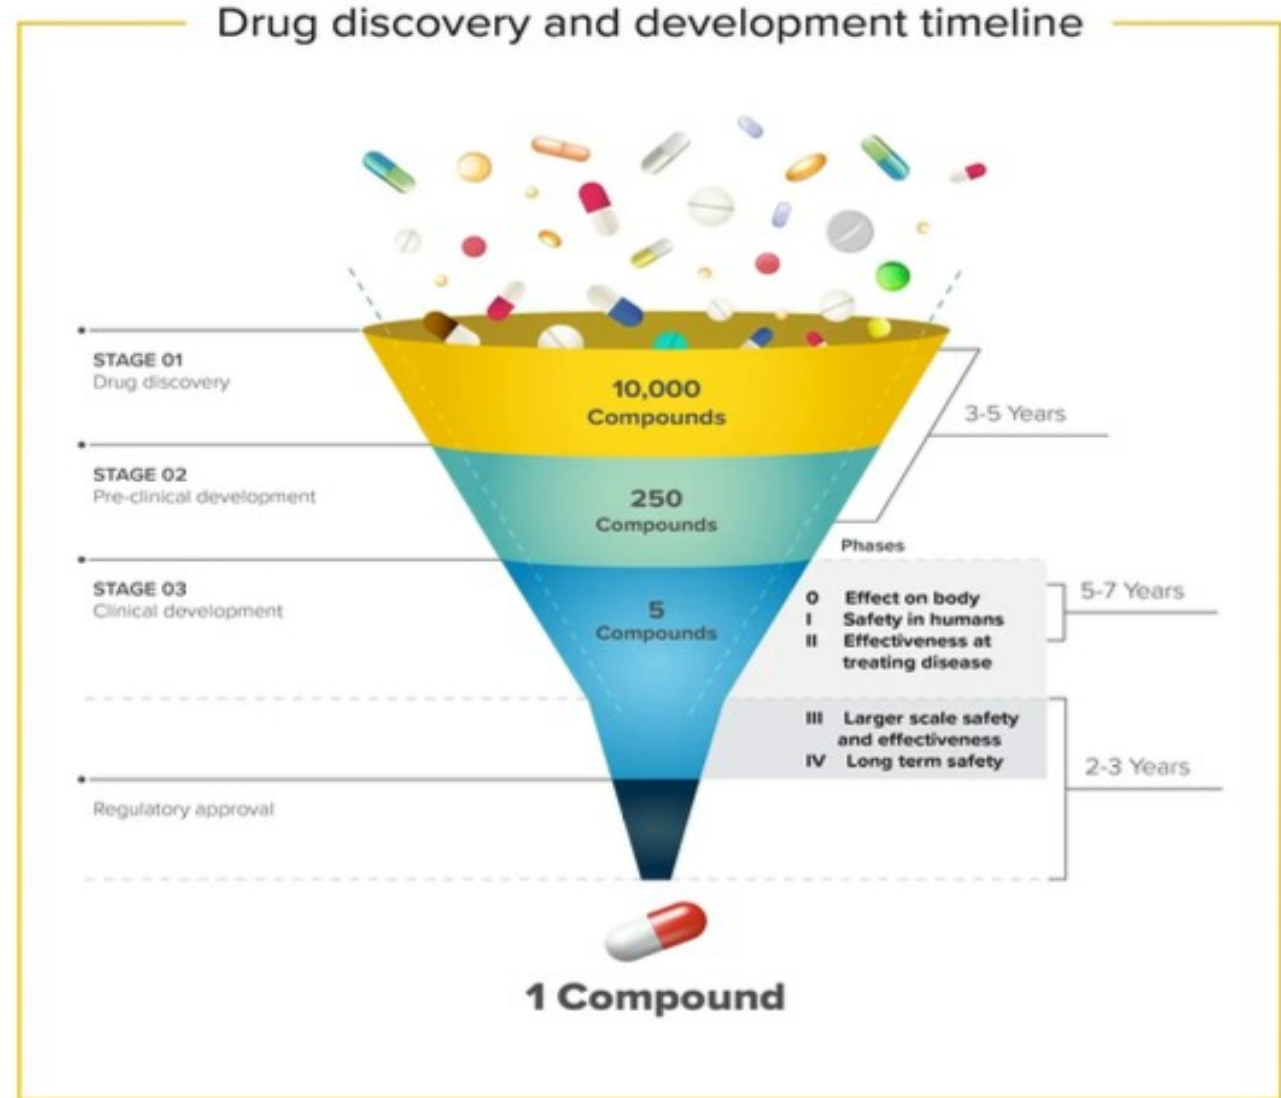 Drug discovery and development timeline
STAGE 01
Drug discovery
10,000
Compounds
3-5 Years
STAGE 02
Pre-clinical development
250
Compounds
STAGE 03
Clinical development
5
Compounds
Phases
0 Effect on body
I Safety in humans
II Effectiveness at
treating disease
5-7 Years
III Larger scale safety
and effectiveness
IV Long term safety
2-3 Years
Regulatory approval
1 Compound